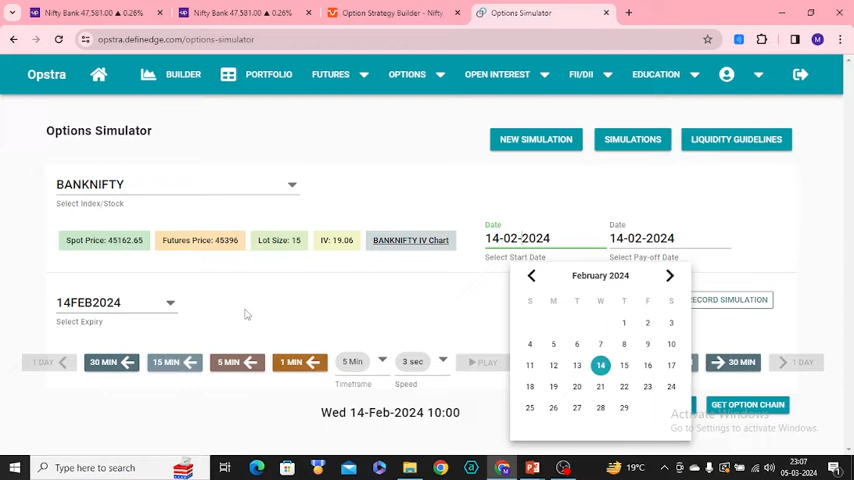 Nifty Bank 47,581.00 ▲ 0.26%
Nifty Bank 47,581.00 ▲ 0.26%
Option Strategy Builder - Nifty
Options Simulator
opstra.definedge.com/options-simulator
Opstra BUILDER PORTFOLIO FUTURES OPTIONS OPEN INTEREST FII/DII EDUCATION
Options Simulator
NEW SIMULATION SIMULATIONS LIQUIDITY GUIDELINES
BANKNIFTY
Select Index/Stock
Date Date
Spot Price: 45162.65 Futures Price: 45396 Lot Size: 15 IV: 19.06 BANKNIFTY IV Chart 14-02-2024 14-02-2024
Select Start Date Select Pay-off Date
February 2024
S M T W T F S
1 2 3
4 5 6 7 8 9 10
11 12 13 14 15 16 17
18 19 20 21 22 23 24
25 26 27 28 29
14FEB2024
Select Expiry
RECORD SIMULATION
1 DAY 30 MIN 15 MIN 5 MIN 1 MIN 5 Min 3 sec PLAY 30 MIN 1 DAY
Timeframe Speed
Wed 14-Feb-2024 10:00
GET OPTION CHAIN
Activate Windows
Go to Settings to activate Windows.
Type here to search
19°C
23:07
05-03-2024